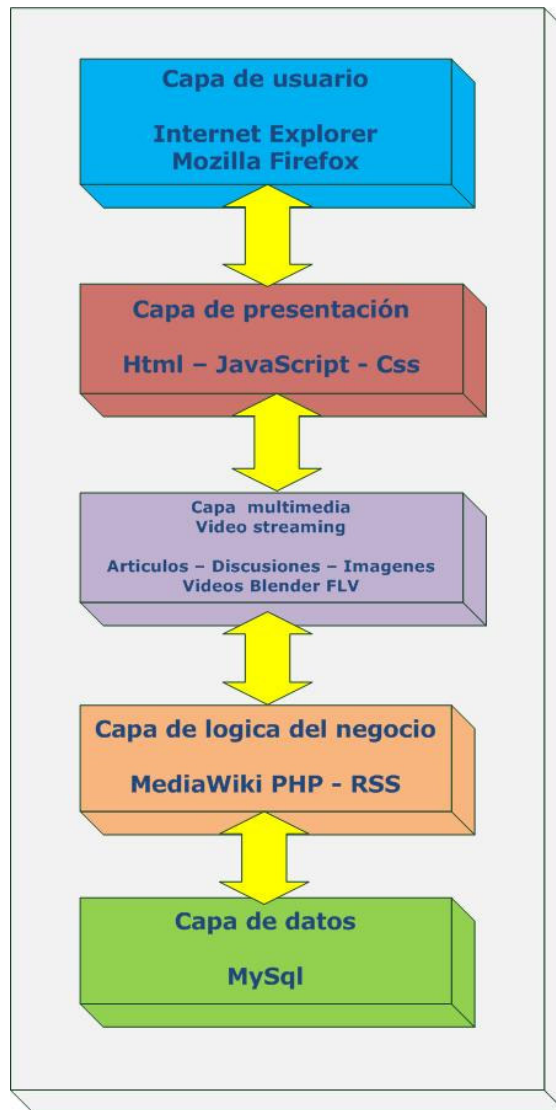 Capa de usuario
Internet Explorer
Mozilla Firefox
Capa de presentación
Html – JavaScript - Css
Capa multimedia
Video streaming
Articulos – Discusiones – Imagenes
Videos Blender FLV
Capa de logica del negocio
MediaWiki PHP - RSS
Capa de datos
MySql